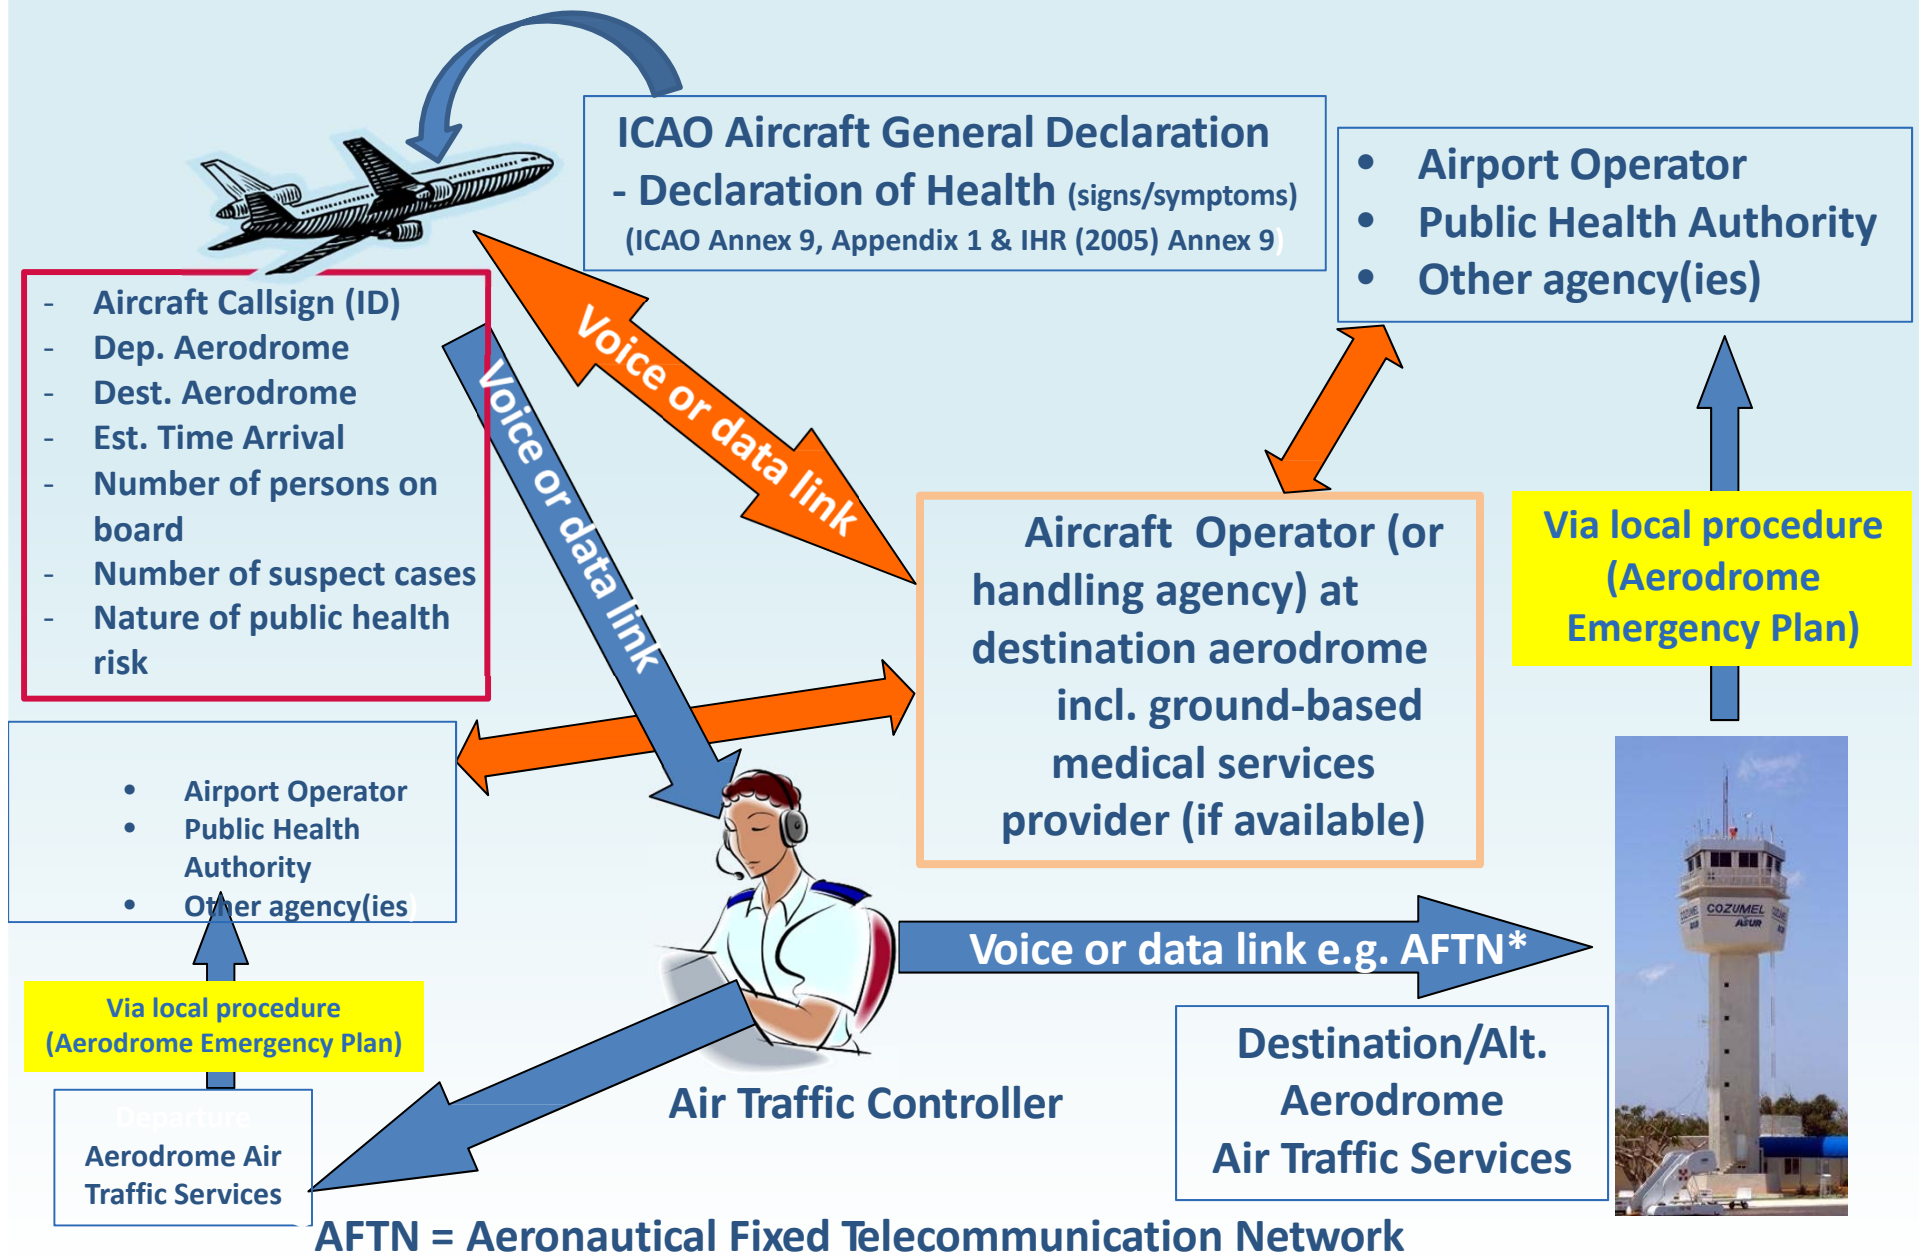 ICAO Aircraft General Declaration
- Declaration of Health (signs/symptoms)
(ICAO Annex 9, Appendix 1 & IHR (2005) Annex 9)
• Airport Operator
• Public Health Authority
• Other agency(ies)
- Aircraft Callsign (ID)
- Dep. Aerodrome
- Dest. Aerodrome
- Est. Time Arrival
- Number of persons on
board
- Number of suspect cases
- Nature of public health
risk
Voice or data link
Voice or data link
Aircraft Operator (or
handling agency) at
destination aerodrome
incl. ground-based
medical services
provider (if available)
Via local procedure
(Aerodrome
Emergency Plan)
• Airport Operator
• Public Health
Authority
• Other agency(ies)
Via local procedure
(Aerodrome Emergency Plan)
Departure
Aerodrome Air
Traffic Services
Air Traffic Controller
Voice or data link e.g. AFTN*
Destination/Alt.
Aerodrome
Air Traffic Services
COZUMEL
ASUR
AFTN = Aeronautical Fixed Telecommunication Network